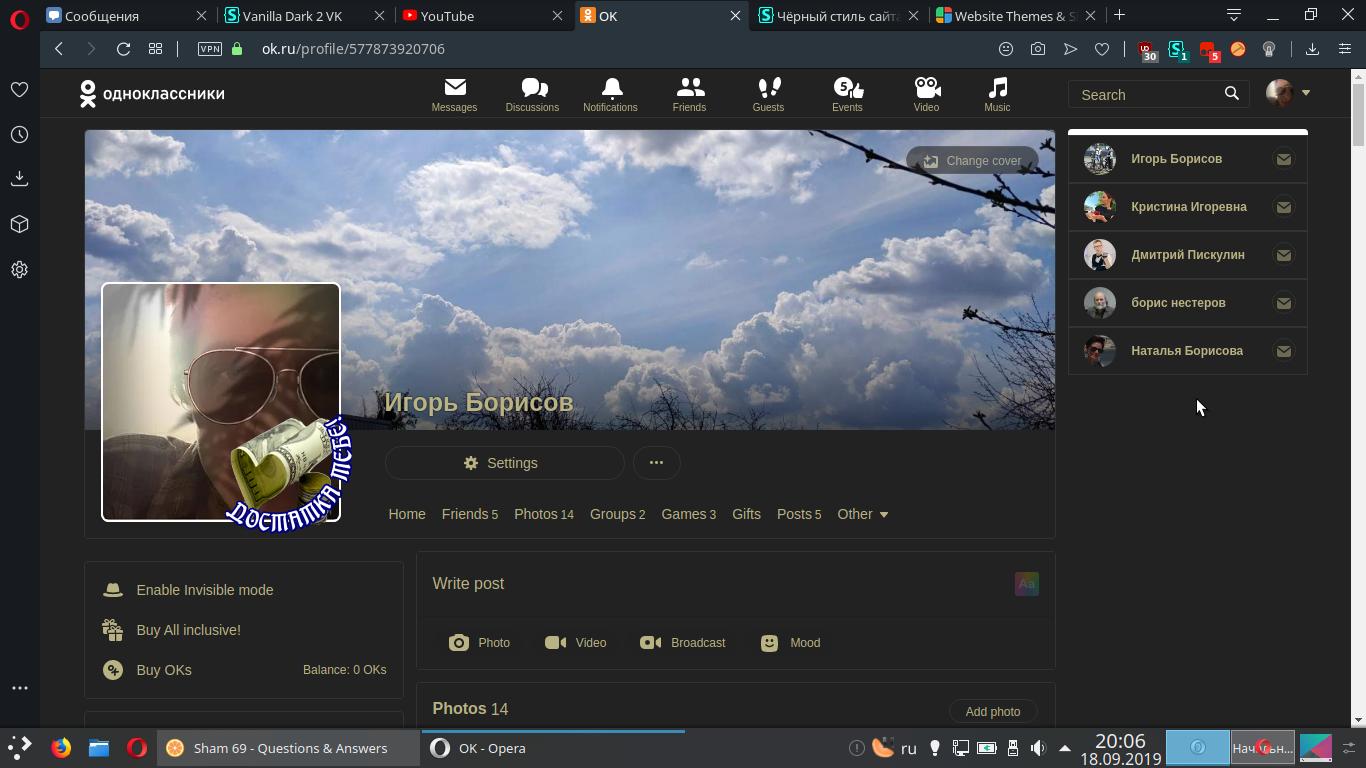 Сообщения
Vanilla Dark 2 VK
YouTube
OK
Чёрный стиль сайта
Website Themes & S
VPN
ok.ru/profile/577873920706
30
1
5
одноклассники
Messages
Discussions
Notifications
Friends
Guests
5
Events
Video
Music
Search
Change cover
Игорь Борисов
Кристина Игоревна
Дмитрий Пискулин
борис нестеров
Наталья Борисова
Игорь Борисов
ДОСТАТКА ТЕБЕ!
Settings
Home
Friends 5
Photos 14
Groups 2
Games 3
Gifts
Posts 5
Other
Enable Invisible mode
Buy All inclusive!
Buy OKs
Balance: 0 OKs
Write post
Aa
Photo
Video
Broadcast
Mood
Photos 14
Add photo
Sham 69 - Questions & Answers
OK - Opera
ru
20:06
18.09.2019